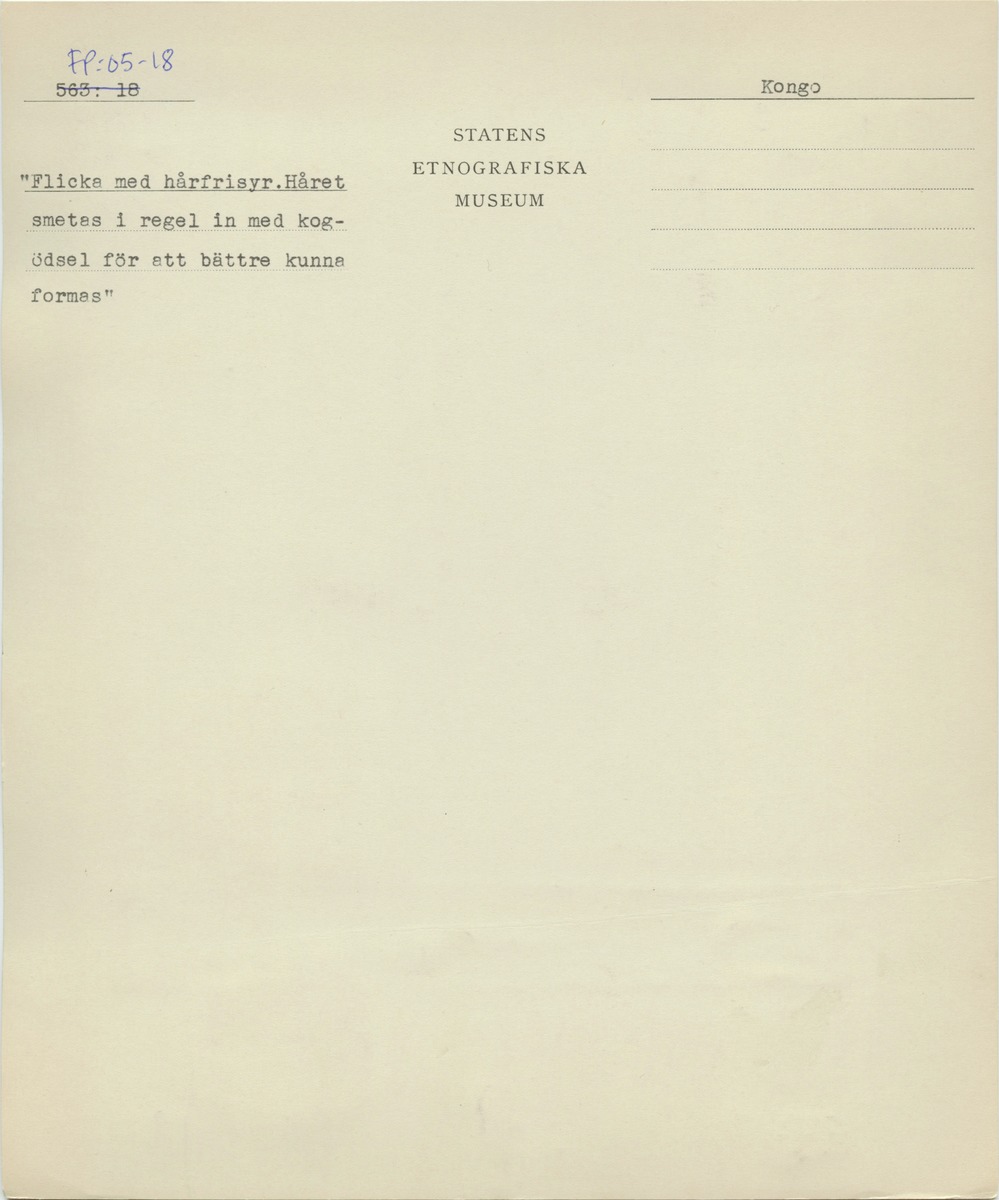 FP:05-18
563: 18
Kongo
STATENS
ETNOGRAFISKA
MUSEUM
"Flicka med hårfrisyr.Håret
smetas i regel in med kog-
ödsel för att bättre kunna
formas"